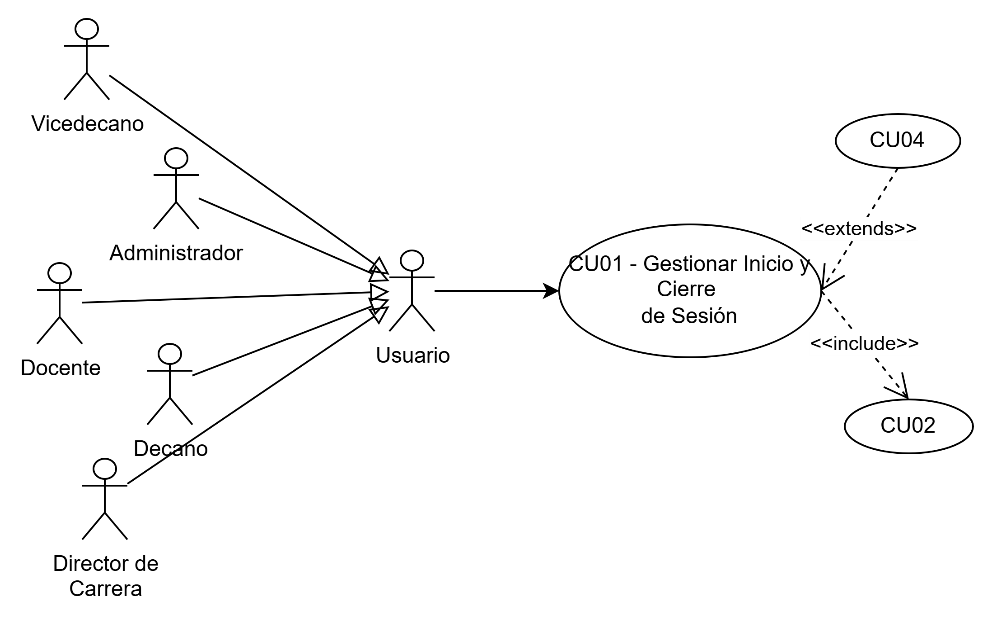 Vicedecano
CU04
Administrador
<<extends>>
CU01 - Gestionar Inicio y
Cierre
de Sesión
<<include>>
Usuario
Docente
CU02
Decano
Director de
Carrera